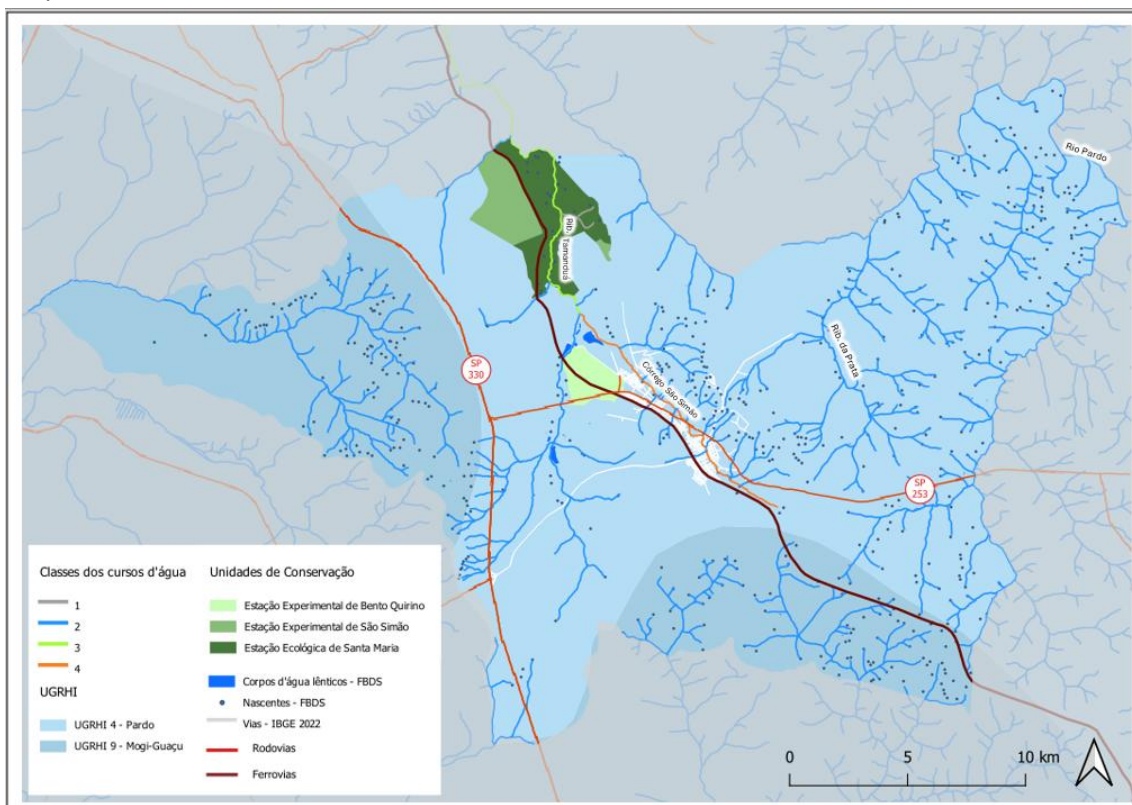 Rio Pardo
Rib. Tamanduá
Rib. da Prata
SP
330
Córrego São Simão
SP
253
Classes dos cursos d'água
1
2
3
4
UGRHI
UGRHI 4 - Pardo
UGRHI 9 - Mogi-Guaçu
Unidades de Conservação
Estação Experimental de Bento Quirino
Estação Experimental de São Simão
Estação Ecológica de Santa Maria
Corpos d'água lênticos - FBDS
Nascentes - FBDS
Vias - IBGE 2022
Rodovias
Ferrovias
0 5 10 km